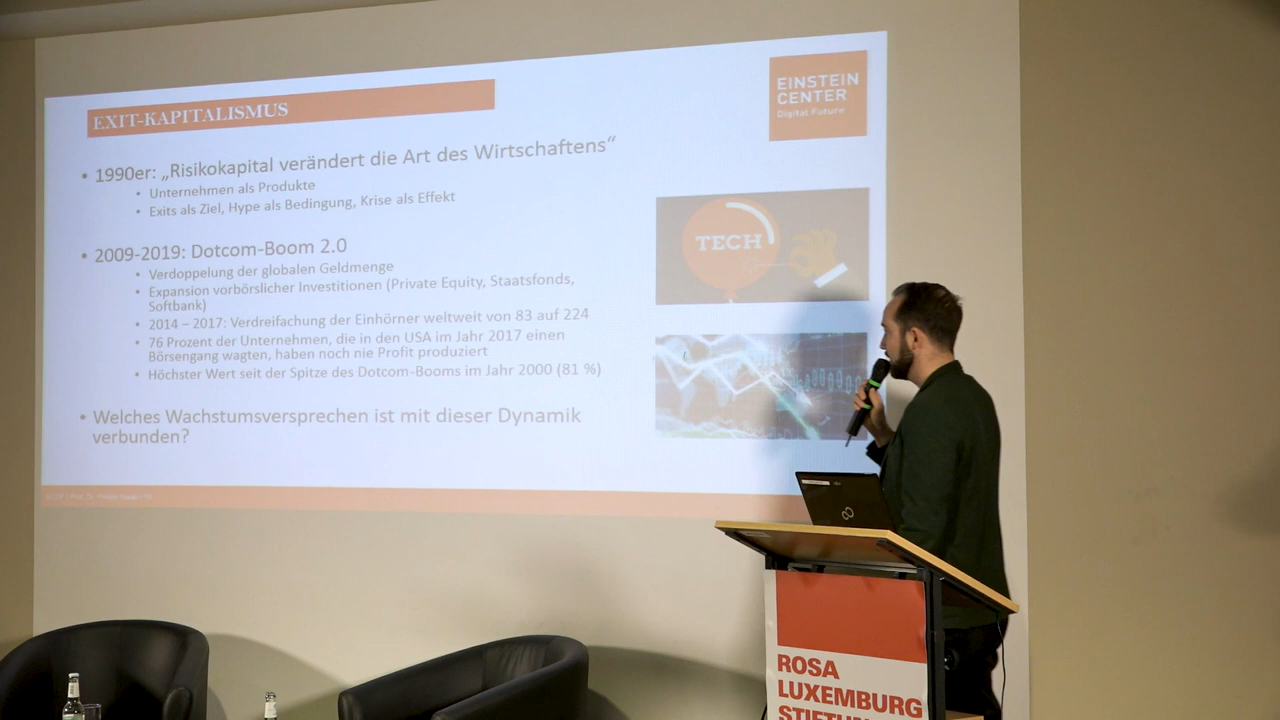 EXIT-KAPITALISMUS
EINSTEIN
CENTER
Digital Future
• 1990er: „Risikokapital verändert die Art des Wirtschaftens“
• Unternehmen als Produkte
• Exits als Ziel, Hype als Bedingung, Krise als Effekt
• 2009-2019: Dotcom-Boom 2.0
• Verdoppelung der globalen Geldmenge
• Expansion vorbörslicher Investitionen (Private Equity, Staatsfonds,
Softbank)
• 2014 – 2017: Verdreifachung der Einhörner weltweit von 83 auf 224
• 76 Prozent der Unternehmen, die in den USA im Jahr 2017 einen
Börsengang wagten, haben noch nie Profit produziert
• Höchster Wert seit der Spitze des Dotcom-Booms im Jahr 2000 (81 %)
• Welches Wachstumsversprechen ist mit dieser Dynamik
verbunden?
TECH
ROSA
LUXEMBURG